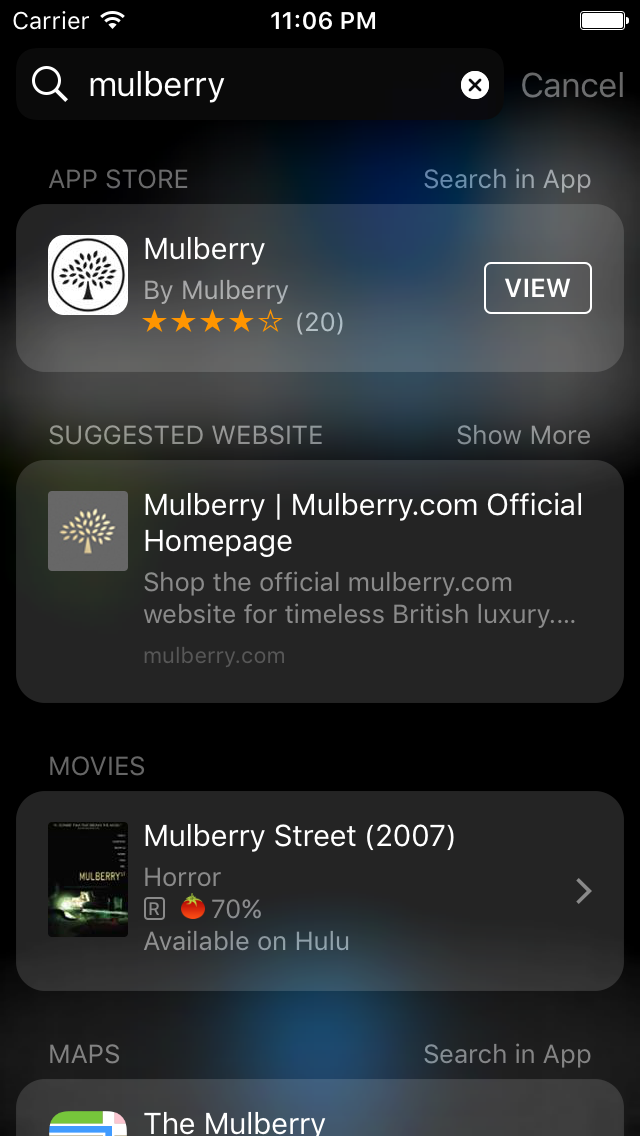 Carrier 11:06 PM
mulberry Cancel
APP STORE Search in App
Mulberry
By Mulberry
VIEW
★★★★☆ (20)
SUGGESTED WEBSITE Show More
Mulberry | Mulberry.com Official
Homepage
Shop the official mulberry.com
website for timeless British luxury....
mulberry.com
MOVIES
Mulberry Street (2007)
MULBERRY ST
Horror
R 70%
Available on Hulu
MAPS Search in App
The Mulberry